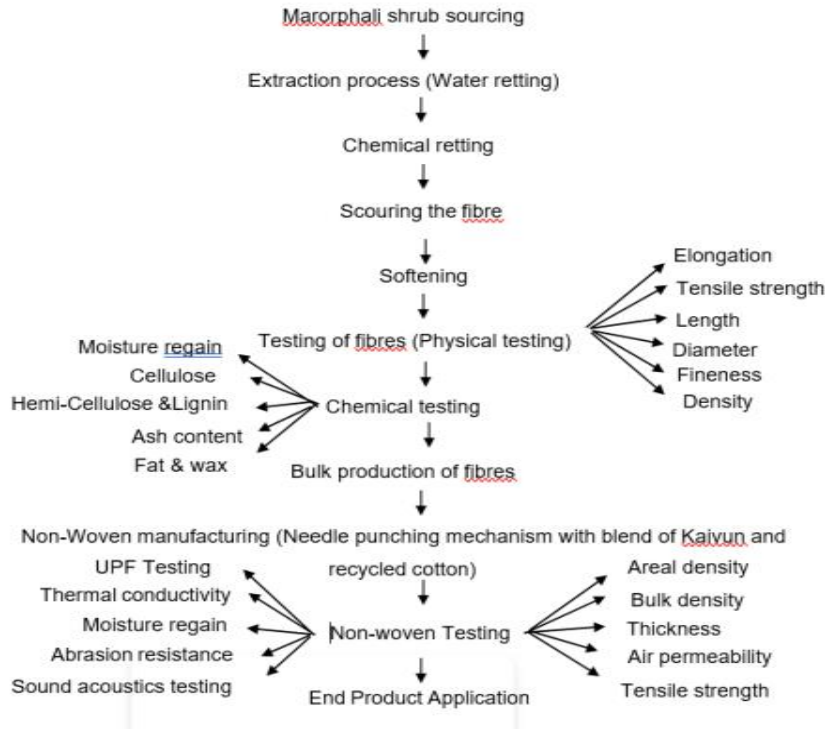 Marorphali shrub sourcing
Extraction process (Water retting)
Chemical retting
Scouring the fibre
Softening
Testing of fibres (Physical testing)
Elongation
Tensile strength
Length
Diameter
Fineness
Density
Chemical testing
Moisture regain
Cellulose
Hemi-Cellulose &Lignin
Ash content
Fat & wax
Bulk production of fibres
Non-Woven manufacturing (Needle punching mechanism with blend of Kaivun and
recycled cotton)
Non-woven Testing
UPF Testing
Thermal conductivity
Moisture regain
Abrasion resistance
Sound acoustics testing
Areal density
Bulk density
Thickness
Air permeability
Tensile strength
End Product Application